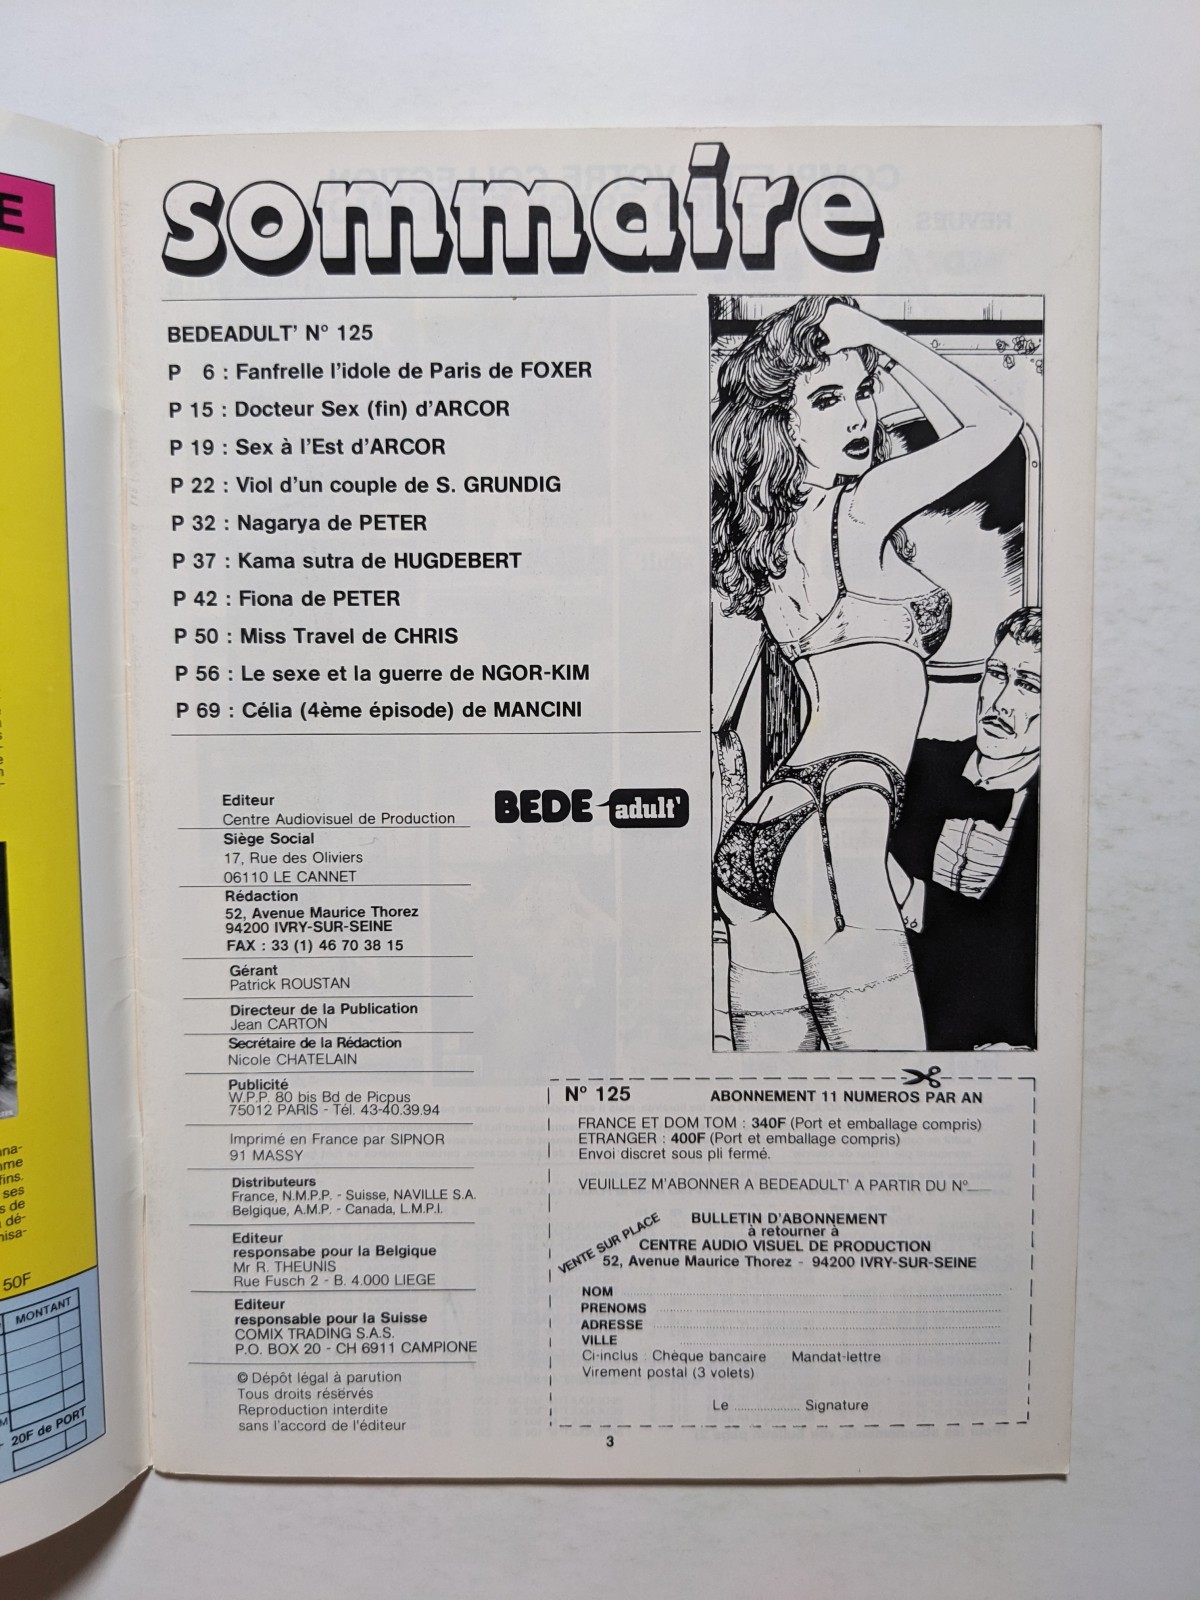 sommaire
BEDEADULT' Nº 125
P 6 : Fanfrelle l'idole de Paris de FOXER
P 15 : Docteur Sex (fin) d'ARCOR
P 19 : Sex à l'Est d'ARCOR
P 22 : Viol d'un couple de S. GRUNDIG
P 32 : Nagarya de PETER
P 37 : Kama sutra de HUGDEBERT
P 42 : Fiona de PETER
P 50 : Miss Travel de CHRIS
P 56 : Le sexe et la guerre de NGOR-KIM
P 69 : Célia (4ème épisode) de MANCINI
BEDE adult'
Editeur
Centre Audiovisuel de Production
Siège Social
17, Rue des Oliviers
06110 LE CANNET
Rédaction
52, Avenue Maurice Thorez
94200 IVRY-SUR-SEINE
FAX : 33 (1) 46 70 38 15
Gérant
Patrick ROUSTAN
Directeur de la Publication
Jean CARTON
Secrétaire de la Rédaction
Nicole CHATELAIN
Publicité
W.P.P. 80 bis Bd de Picpus
75012 PARIS - Tél. 43-40.39.94
Imprimé en France par SIPNOR
91 MASSY
Distributeurs
France, N.M.P.P. - Suisse, NAVILLE S.A.
Belgique, A.M.P. - Canada, L.M.P.I.
Editeur
responsabe pour la Belgique
Mr R. THEUNIS
Rue Fusch 2 - B. 4.000 LIEGE
Editeur
responsable pour la Suisse
COMIX TRADING S.A.S.
P.O. BOX 20 - CH 6911 CAMPIONE
© Dépôt légal à parution
Tous droits réservés
Reproduction interdite
sans l'accord de l'éditeur
Nº 125 ABONNEMENT 11 NUMEROS PAR AN
FRANCE ET DOM TOM : 340F (Port et emballage compris)
ETRANGER : 400F (Port et emballage compris)
Envoi discret sous pli fermé.
VEUILLEZ M'ABONNER A BEDEADULT' A PARTIR DU Nº
VENTE SUR PLACE
BULLETIN D'ABONNEMENT
à retourner à
CENTRE AUDIO VISUEL DE PRODUCTION
52, Avenue Maurice Thorez - 94200 IVRY-SUR-SEINE
NOM
PRENOMS
ADRESSE
VILLE
Ci-inclus : Chèque bancaire Mandat-lettre
Virement postal (3 volets)
Le .................... Signature
3
E
50F
MONTANT
20F de PORT